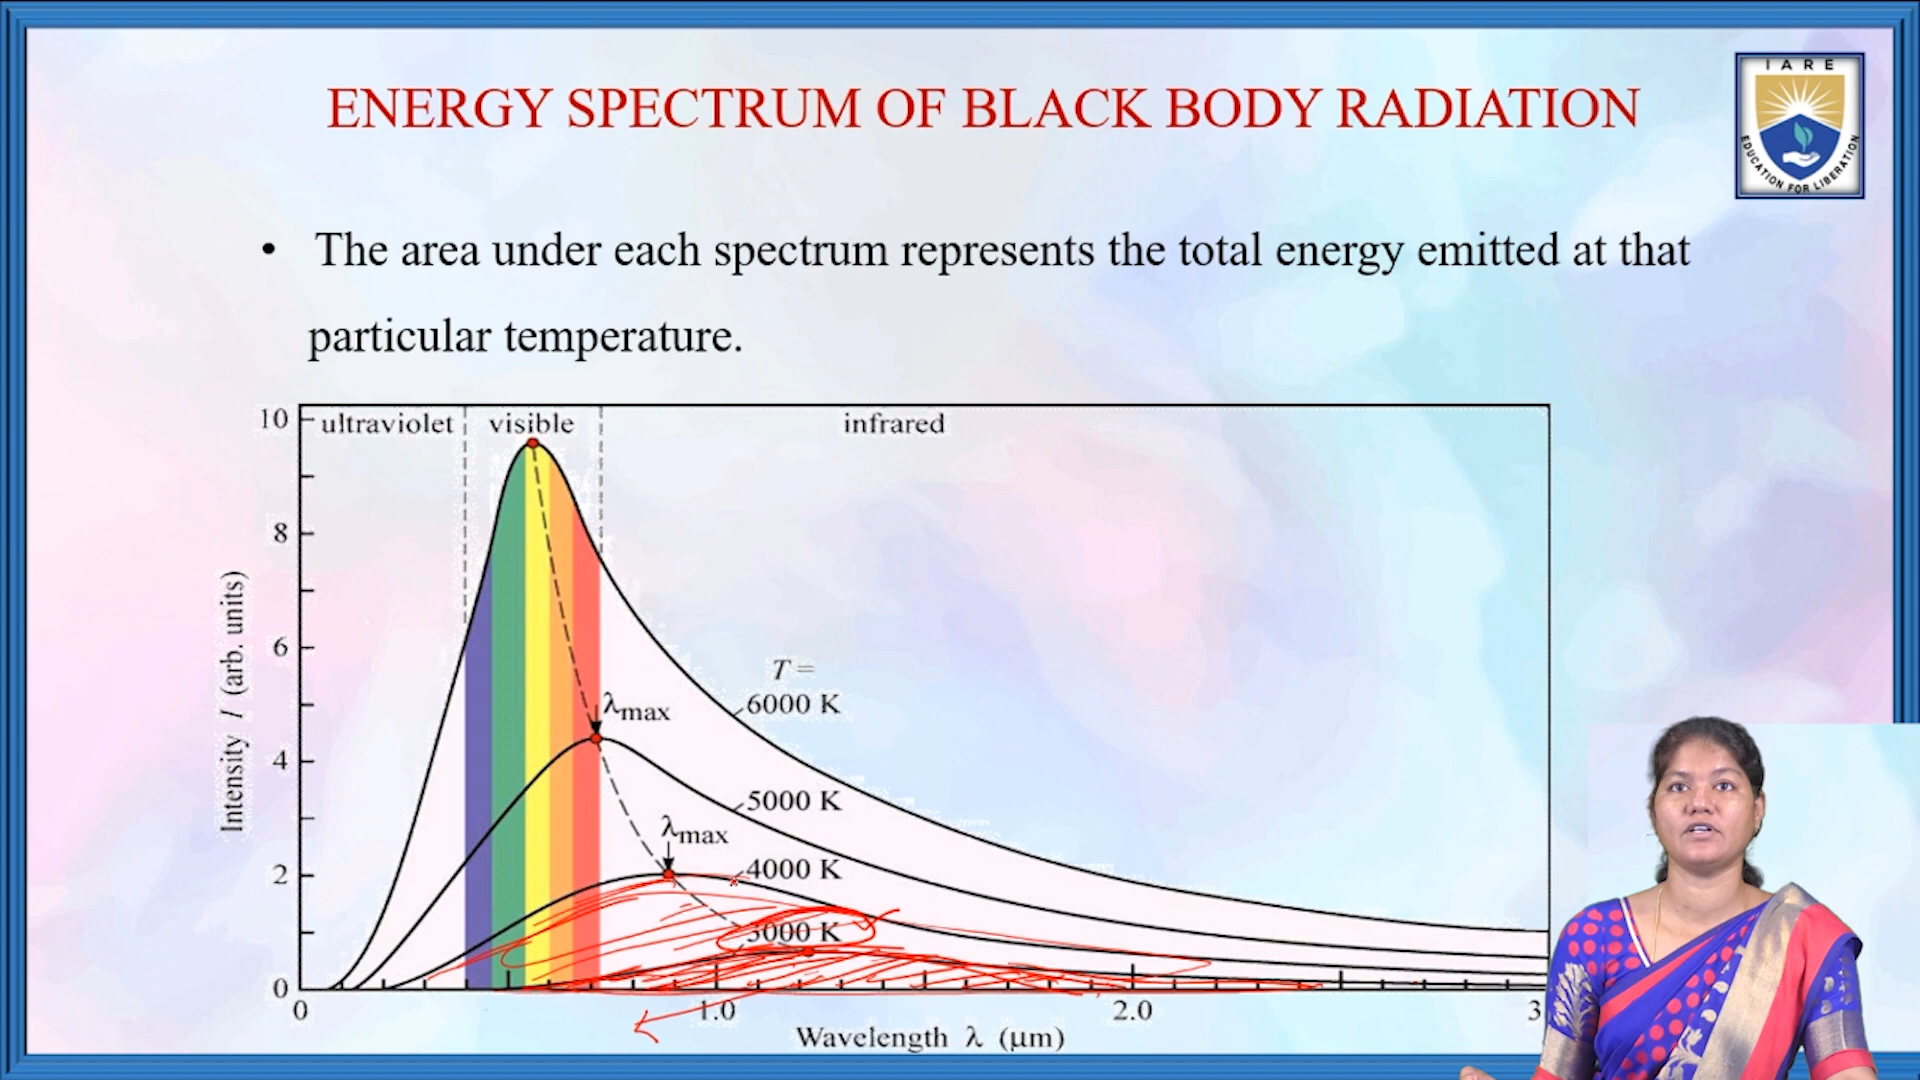 IARE
EDUCATION FOR LIBERATION
ENERGY SPECTRUM OF BLACK BODY RADIATION
• The area under each spectrum represents the total energy emitted at that
particular temperature.
10
8
6
4
2
0
Intensity I (arb. units)
ultraviolet
visible
infrared
T =
6000 K
λmax
5000 K
λmax
4000 K
3000 K
0
1.0
2.0
3
Wavelength λ (μm)